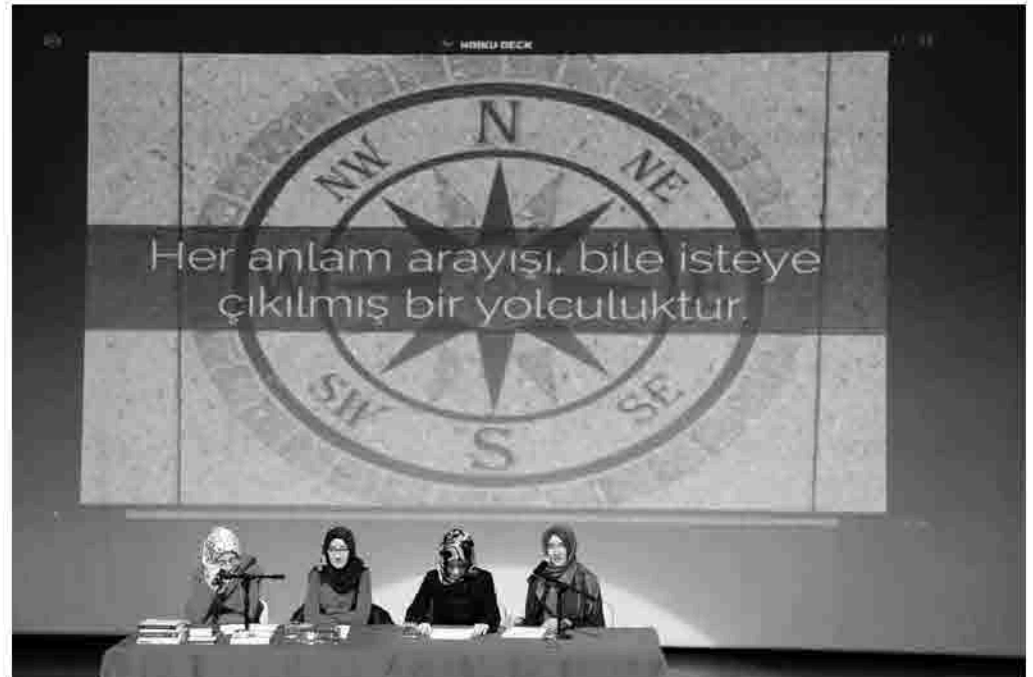 HAIKU DECK
N
NW
NE
Her anlam arayışı, bile isteye
çıkılmış bir yolculuktur.
SW
SE
S